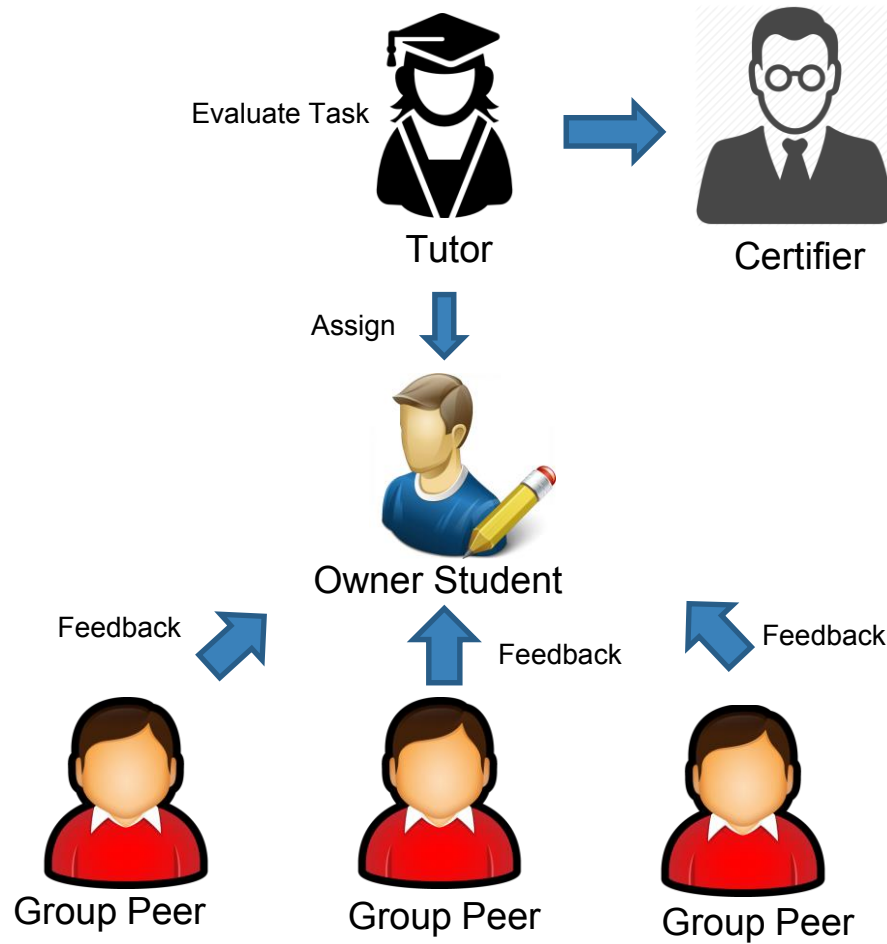 Evaluate Task
Tutor
Certifier
Assign
Owner Student
Feedback
Feedback
Feedback
Group Peer
Group Peer
Group Peer